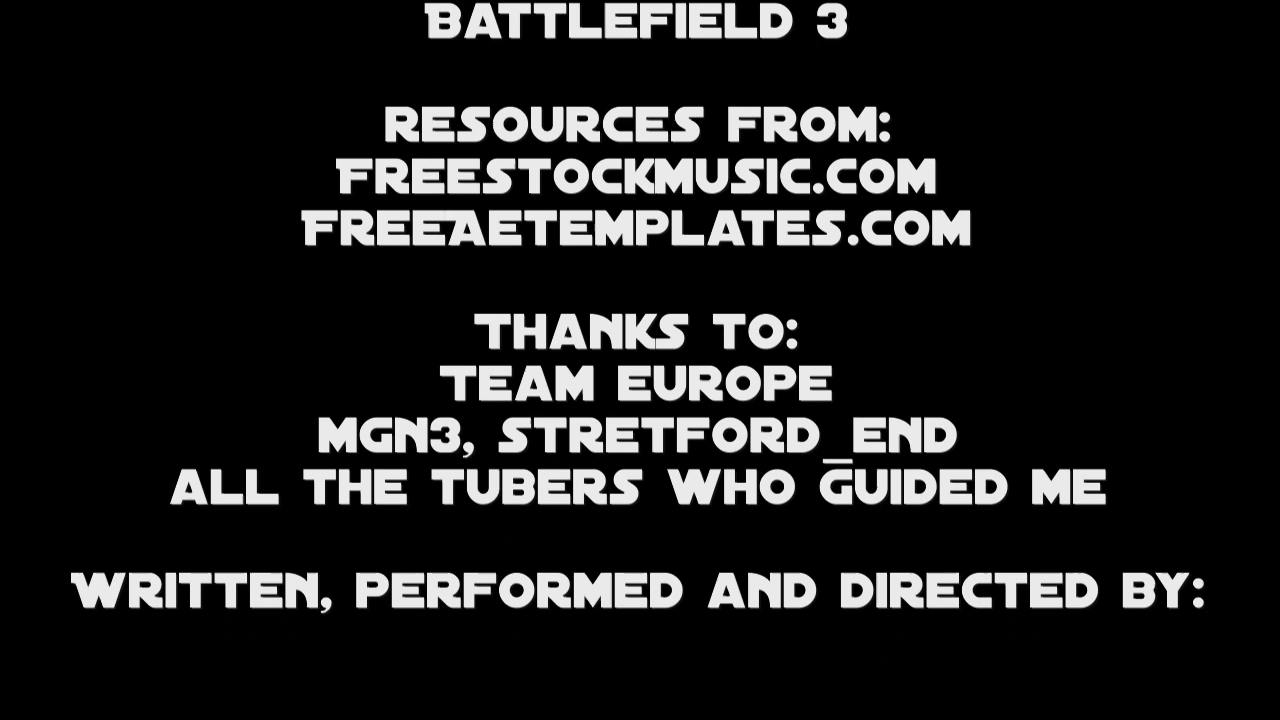 BATTLEFIELD 3
RESOURCES FROM:
FREESTOCKMUSIC.COM
FREEAETEMPLATES.COM
THANKS TO:
TEAM EUROPE
MGN3, STRETFORD_END
ALL THE TUBERS WHO GUIDED ME
WRITTEN, PERFORMED AND DIRECTED BY: